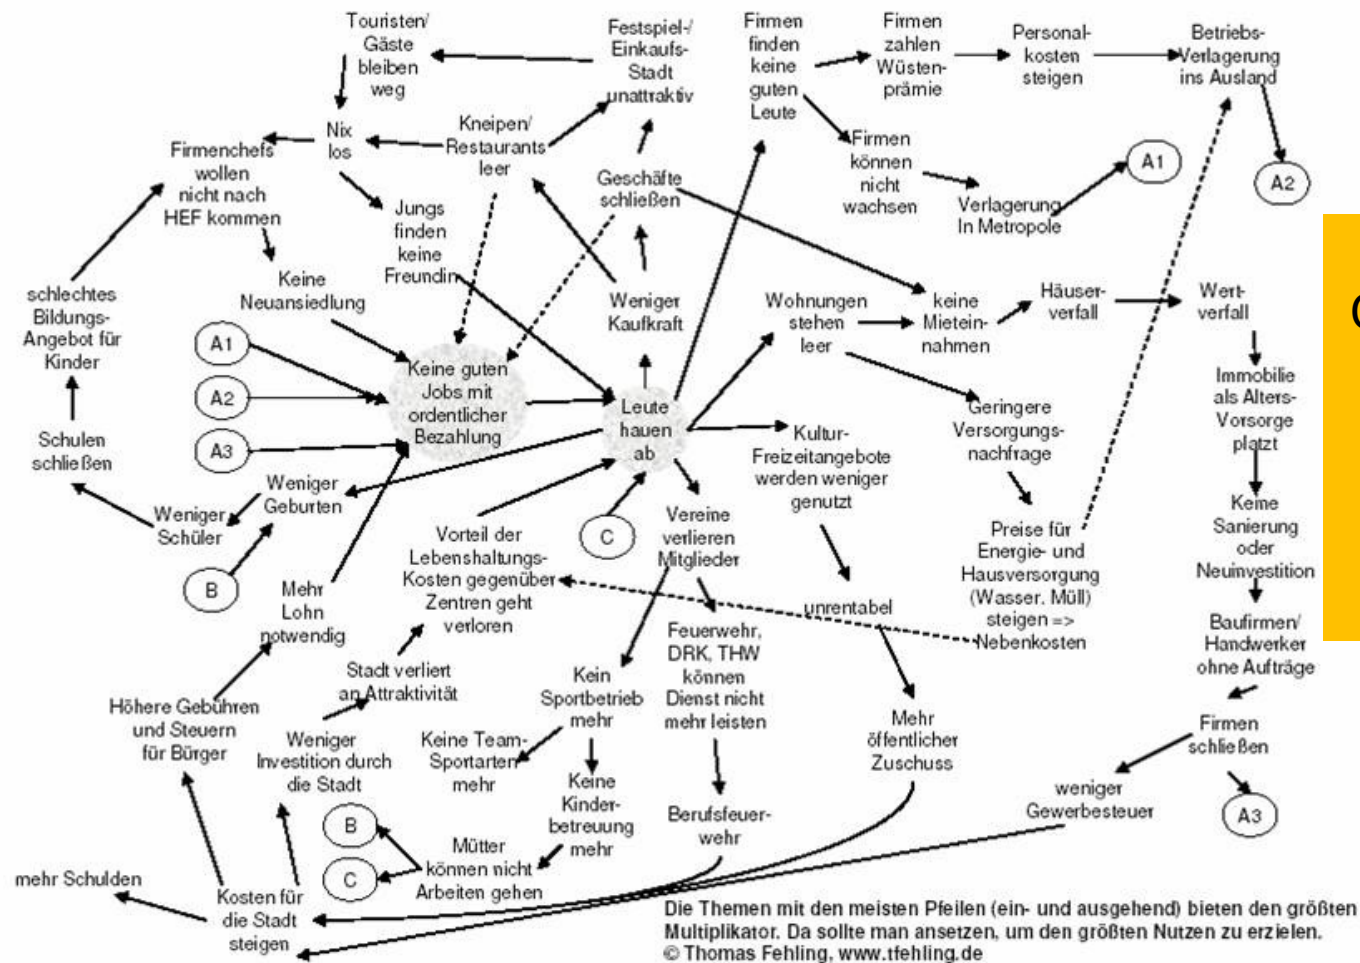 Touristen/
Gäste
bleiben
weg
Festspiel-/
Einkaufs-
Stadt
unattraktiv
Firmen
finden
keine
guten
Leute
Firmen
zahlen
Wüsten-
prämie
Personal-
kosten
steigen
Betriebs-
Verlagerung
ins Ausland
Nix
los
Kneipen/
Restaurants
leer
Firmenchefs
wollen
nicht nach
HEF kommen
Geschäfte
schließen
Firmen
können
nicht
wachsen
A1
A2
Verlagerung
In Metropole
Jungs
finden
keine
Freundin
Keine
Neuansiedlung
schlechtes
Bildungs-
Angebot für
Kinder
Weniger
Kaufkraft
Wohnungen
stehen
leer
keine
Mietein-
nahmen
Häuser-
verfall
Wert-
verfall
A1
A2
A3
Keine guten
Jobs mit
ordentlicher
Bezahlung
Leute
hauen
ab
Geringere
Versorgungs-
nachfrage
Immobilie
als Alters-
Vorsorge
platzt
Schulen
schließen
Kultur-
Freizeitangebote
werden weniger
genutzt
Weniger
Geburten
Weniger
Schüler
Vereine
verlieren
Mitglieder
C
B
Vorteil der
Lebenshaltungs-
Kosten gegenüber
Zentren geht
verloren
Preise für
Energie- und
Hausversorgung
(Wasser. Müll)
steigen =>
Nebenkosten
Keine
Sanierung
oder
Neuinvestition
Mehr
Lohn
notwendig
unrentabel
Baufirmen/
Handwerker
ohne Aufträge
Feuerwehr,
DRK, THW
können
Dienst nicht
mehr leisten
Stadt verliert
an Attraktivität
Kein
Sportbetrieb
mehr
Höhere Gebühren
und Steuern
für Bürger
Weniger
Investition durch
die Stadt
Keine Team-
Sportarten
mehr
Mehr
öffentlicher
Zuschuss
Firmen
schließen
Keine
Kinder-
betreuung
mehr
weniger
Gewerbesteuer
A3
Berufsfeuer-
wehr
B
C
Mütter
können nicht
Arbeiten gehen
mehr Schulden
Kosten für
die Stadt
steigen
Die Themen mit den meisten Pfeilen (ein- und ausgehend) bieten den größten
Multiplikator. Da sollte man ansetzen, um den größten Nutzen zu erzielen.
© Thomas Fehling, www.tfehling.de